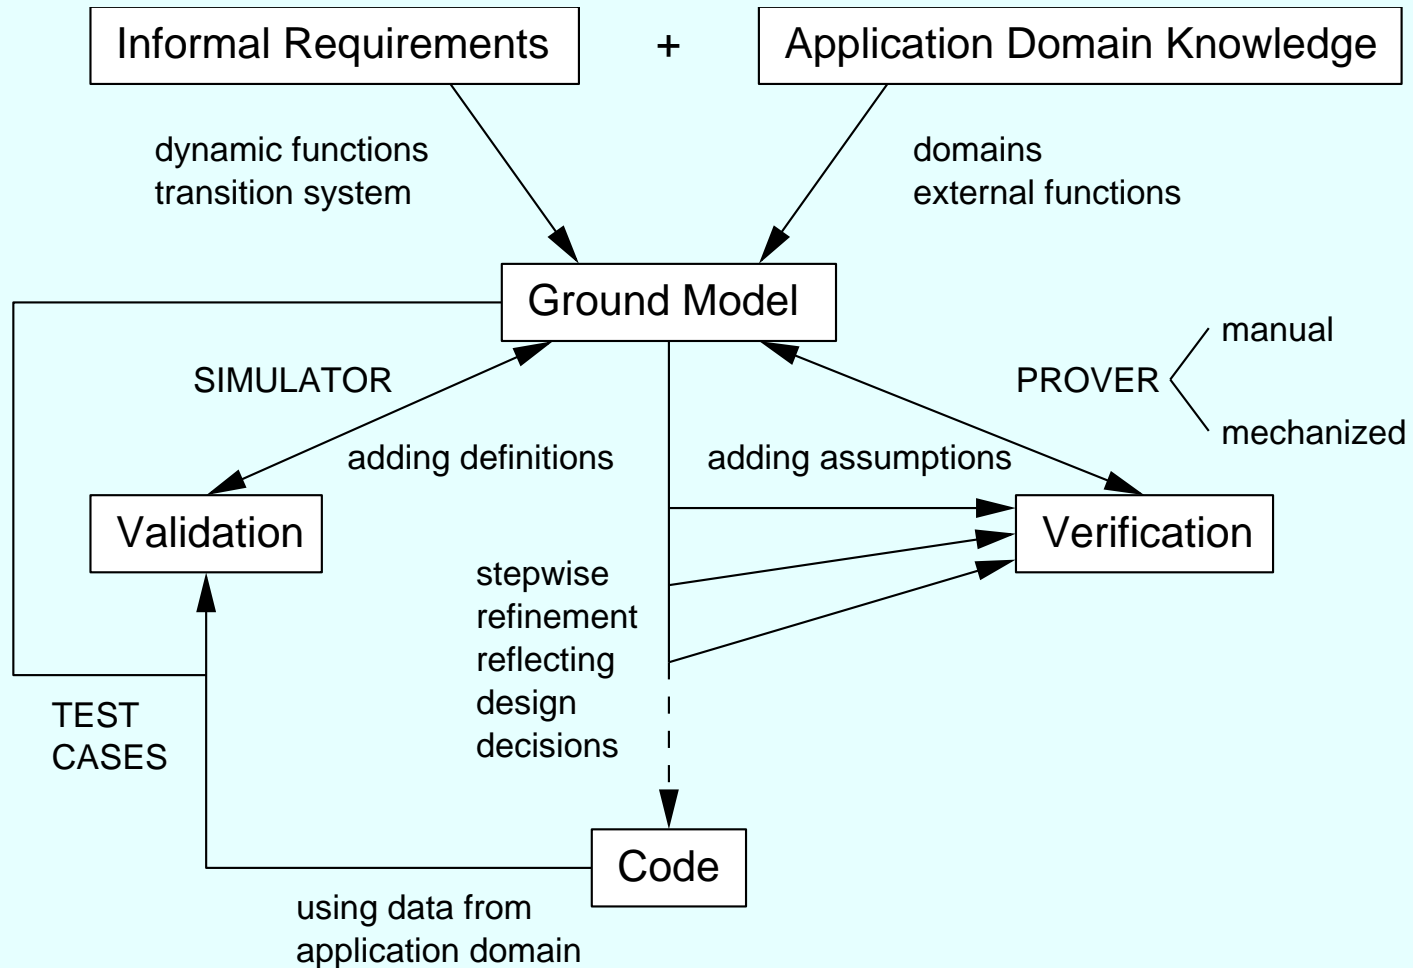 Informal Requirements + Application Domain Knowledge
dynamic functions
transition system
domains
external functions
Ground Model
SIMULATOR
PROVER
manual
mechanized
adding definitions
adding assumptions
Validation
Verification
stepwise
refinement
reflecting
design
decisions
TEST
CASES
Code
using data from
application domain